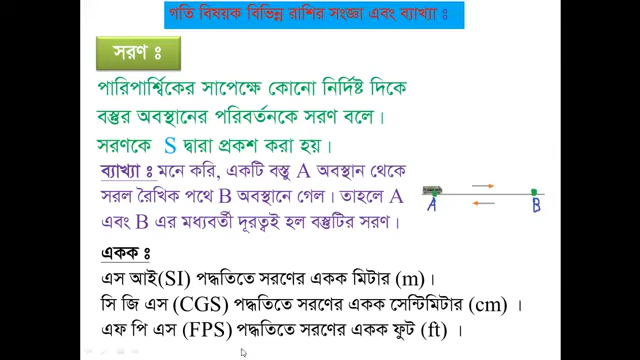 গতি বিষয়ক বিভিন্ন রাশির সংজ্ঞা এবং ব্যাখ্যা ঃ
সরণ ঃ
পারিপার্শ্বিকের সাপেক্ষে কোনো নির্দিষ্ট দিকে
বস্তুর অবস্থানের পরিবর্তনকে সরণ বলে।
সরণকে S দ্বারা প্রকশ করা হয়।
ব্যাখ্যা ঃ মনে করি, একটি বস্তু A অবস্থান থেকে
সরল রৈখিক পথে B অবস্থানে গেল। তাহলে A
এবং B এর মধ্যবর্তী দূরত্বই হল বস্তুটির সরণ।
A B
একক ঃ
এস আই(SI) পদ্ধতিতে সরণের একক মিটার (m)।
সি জি এস (CGS) পদ্ধতিতে সরণের একক সেন্টিমিটার (cm) ।
এফ পি এস (FPS) পদ্ধতিতে সরণের একক ফুট (ft) ।